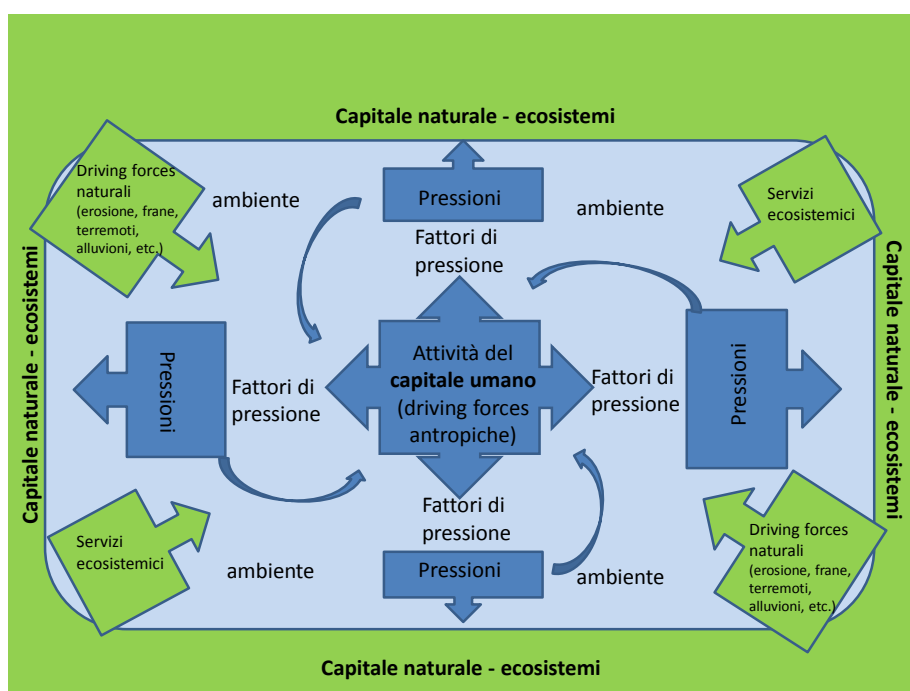 Capitale naturale - ecosistemi
Driving forces
naturali
(erosione, frane,
terremoti,
alluvioni, etc.)
ambiente
Pressioni
ambiente
Servizi
ecosistemici
Fattori di
pressione
Capitale naturale - ecosistemi
Pressioni
Fattori di
pressione
Attività del
capitale umano
(driving forces
antropiche)
Fattori di
pressione
Pressioni
Capitale naturale - ecosistemi
Fattori di
pressione
Servizi
ecosistemici
ambiente
Pressioni
ambiente
Driving forces
naturali
(erosione, frane,
terremoti,
alluvioni, etc.)
Capitale naturale - ecosistemi